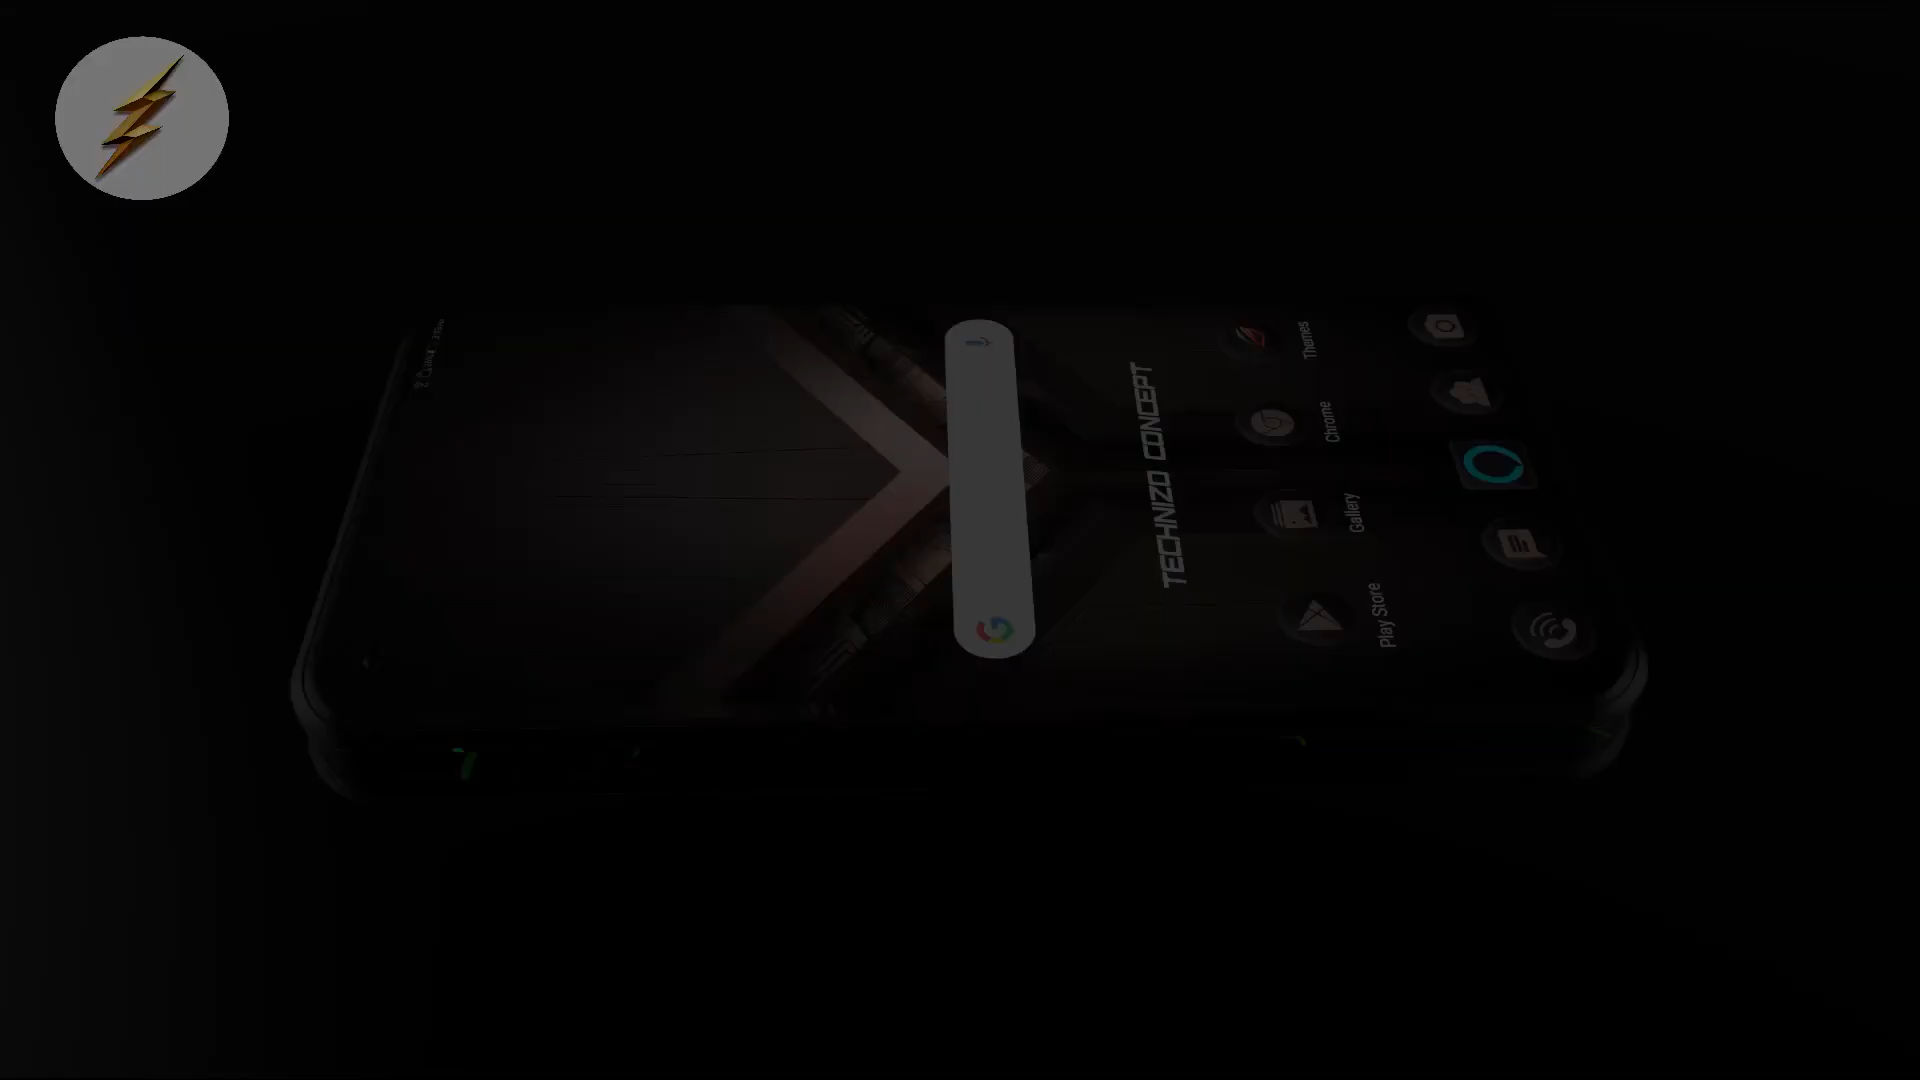 TECHNIZO CONCEPT
Themes
Chrome
Gallery
Play Store